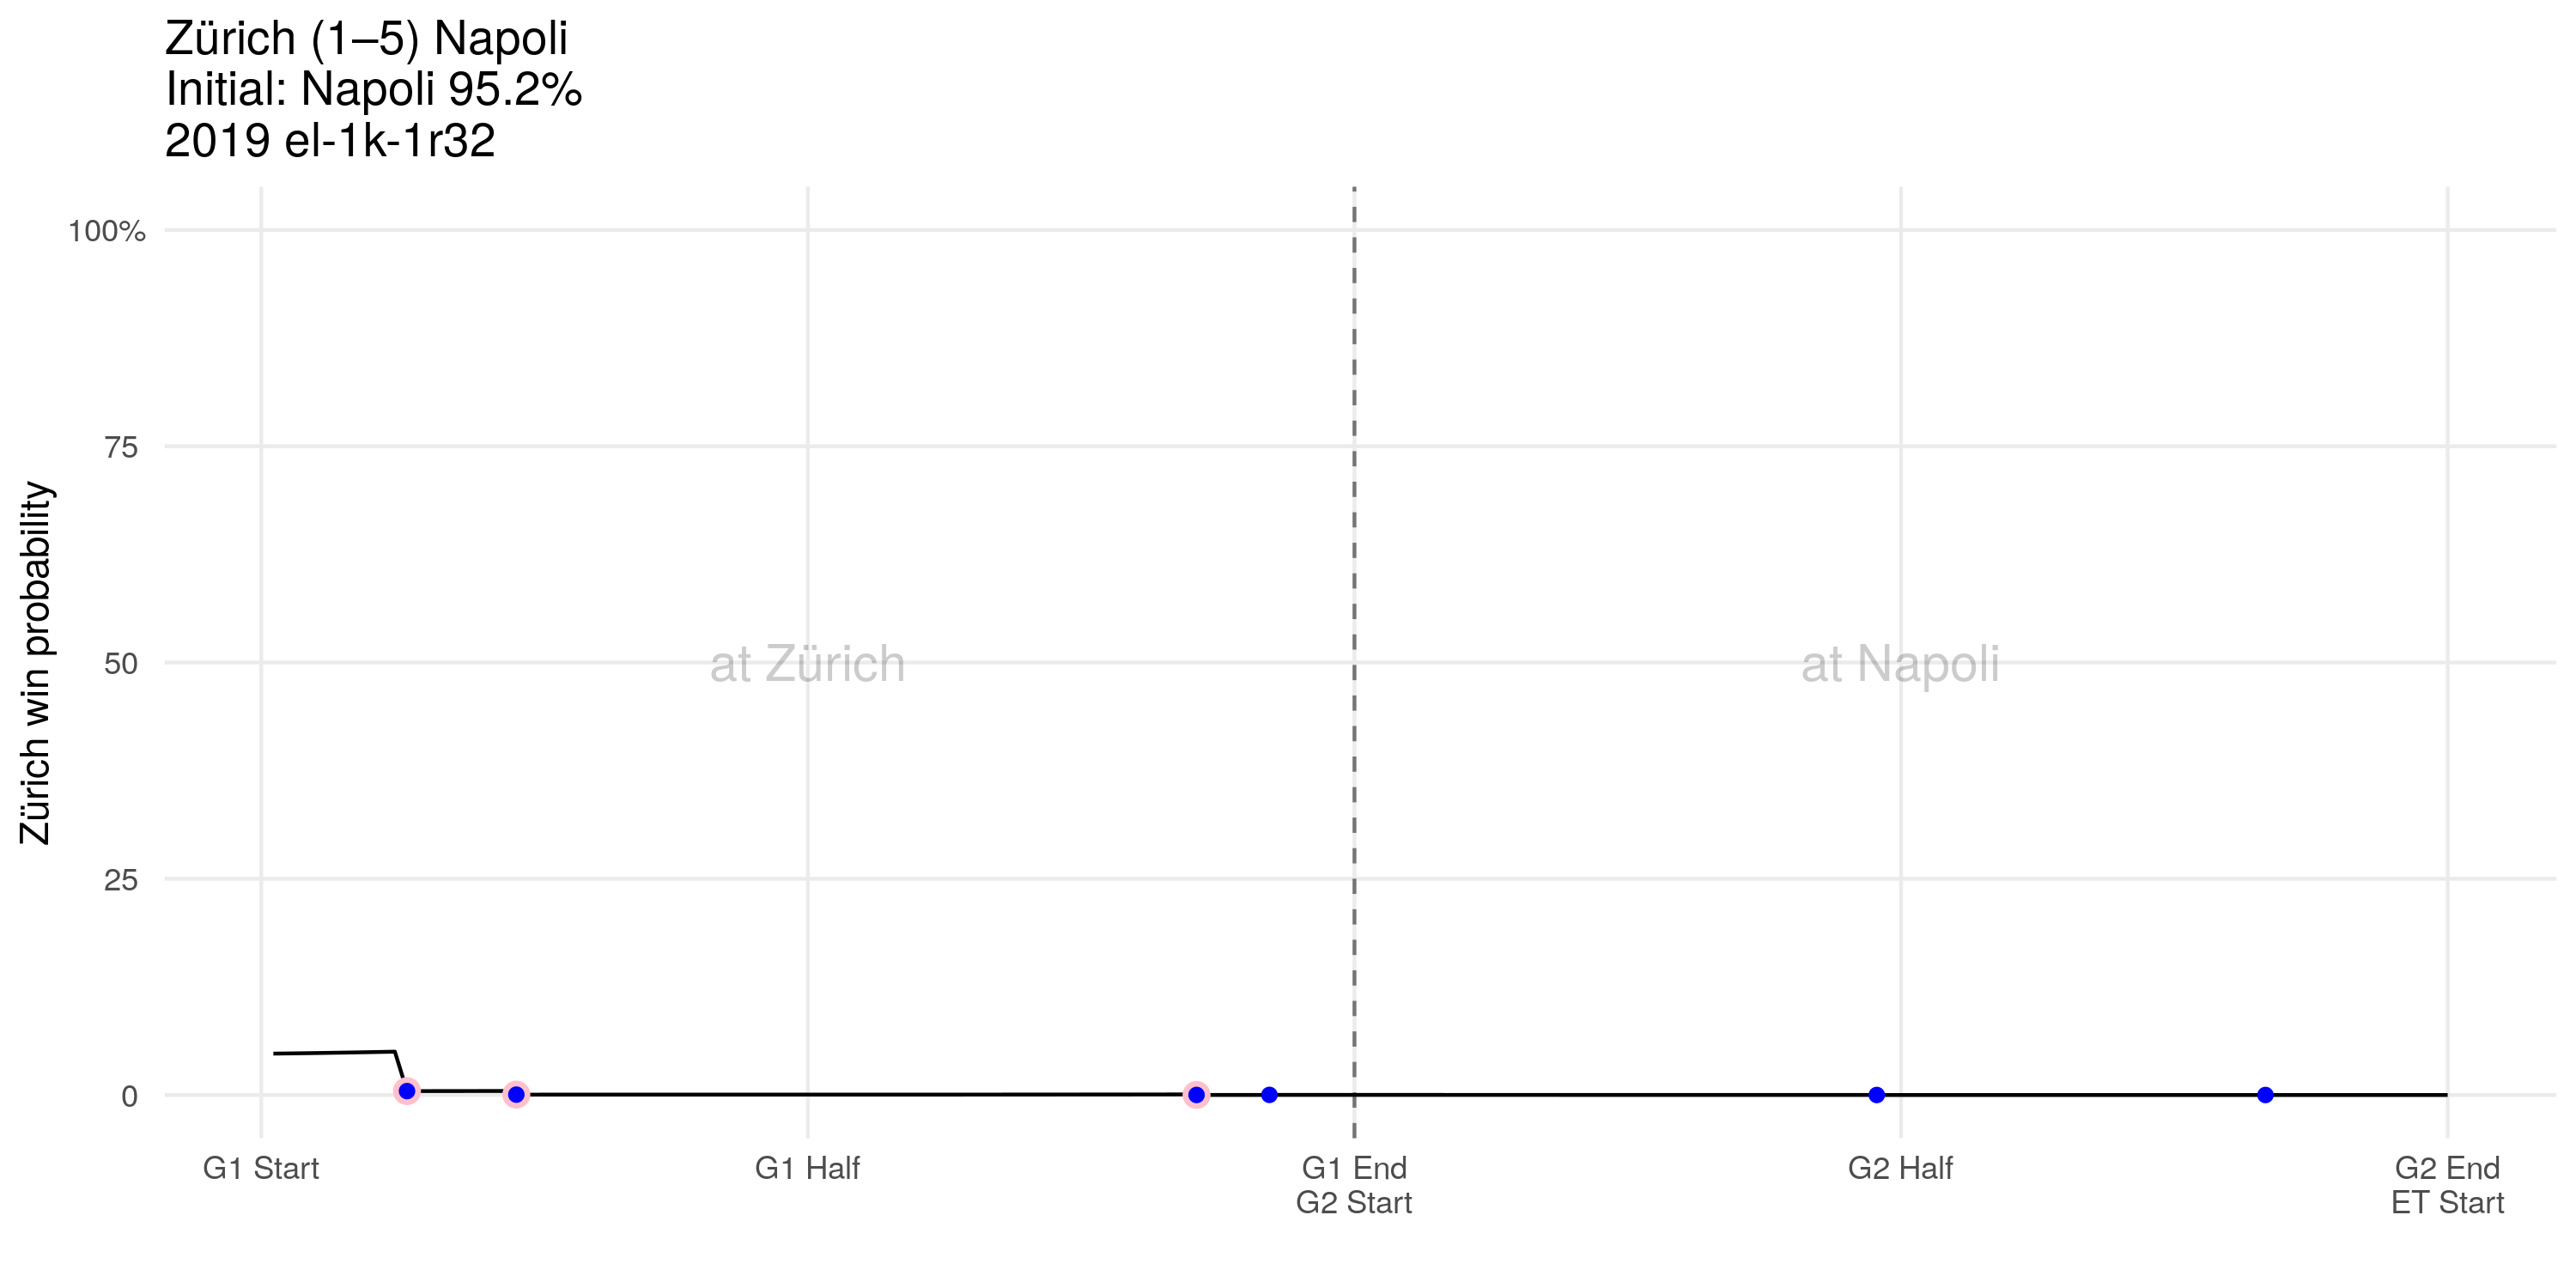 Zürich (1–5) Napoli
Initial: Napoli 95.2%
2019 el-1k-1r32
Zürich win probability
100%
75
50
25
0
at Zürich
at Napoli
G1 Start
G1 Half
G1 End
G2 Start
G2 Half
G2 End
ET Start